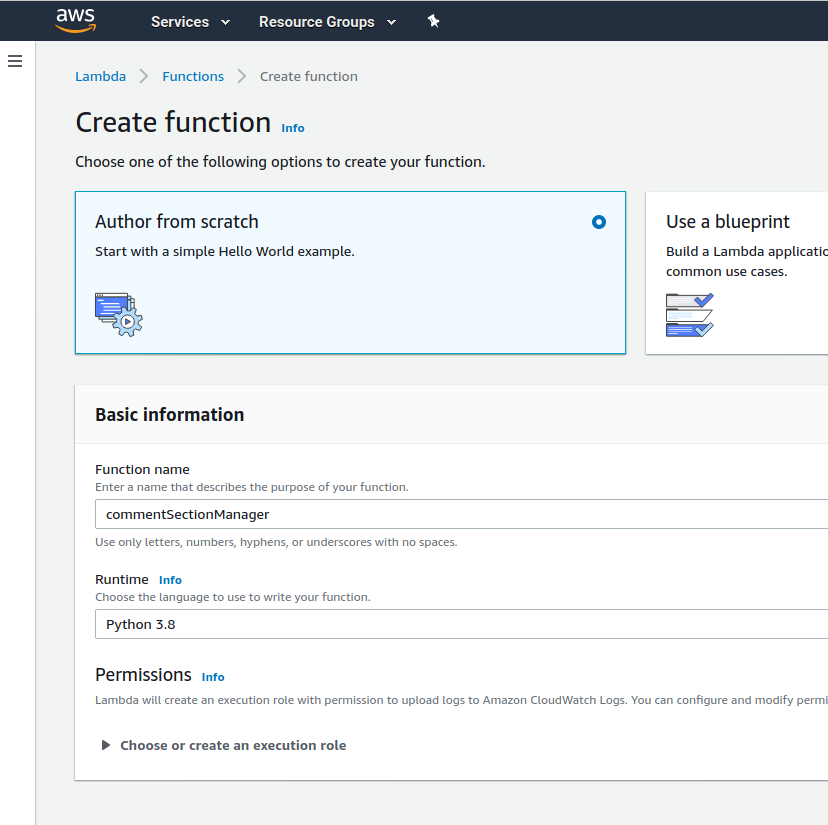 aws Services Resource Groups
Lambda Functions Create function
Create function Info
Choose one of the following options to create your function.
Author from scratch
Start with a simple Hello World example.
Use a blueprint
Build a Lambda applicatio
common use cases.
Basic information
Function name
Enter a name that describes the purpose of your function.
commentSectionManager
Use only letters, numbers, hyphens, or underscores with no spaces.
Runtime Info
Choose the language to use to write your function.
Python 3.8
Permissions Info
Lambda will create an execution role with permission to upload logs to Amazon CloudWatch Logs. You can configure and modify permi
Choose or create an execution role